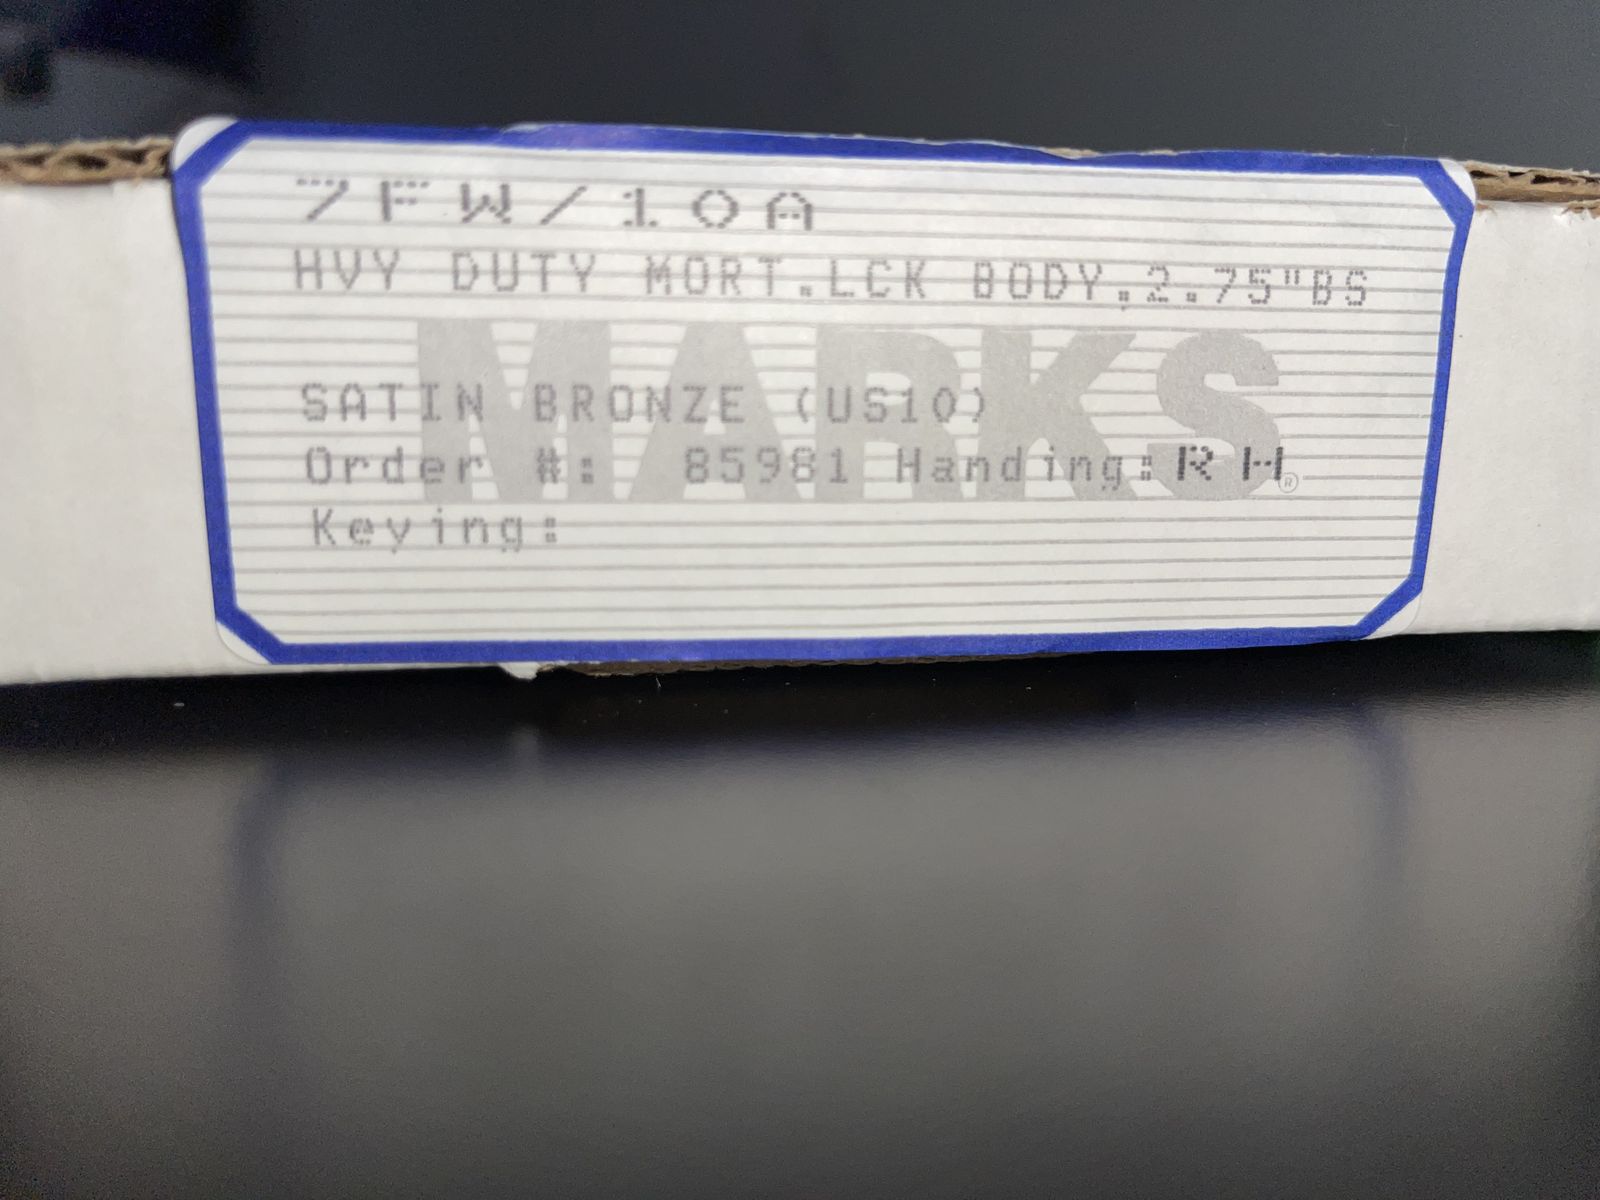 7FW/10A
HVY DUTY MORT.LCK BODY,2.75"BS
MARKS
SATIN BRONZE (US10)
Order #: 85981 Handing:RH
®
Keying: